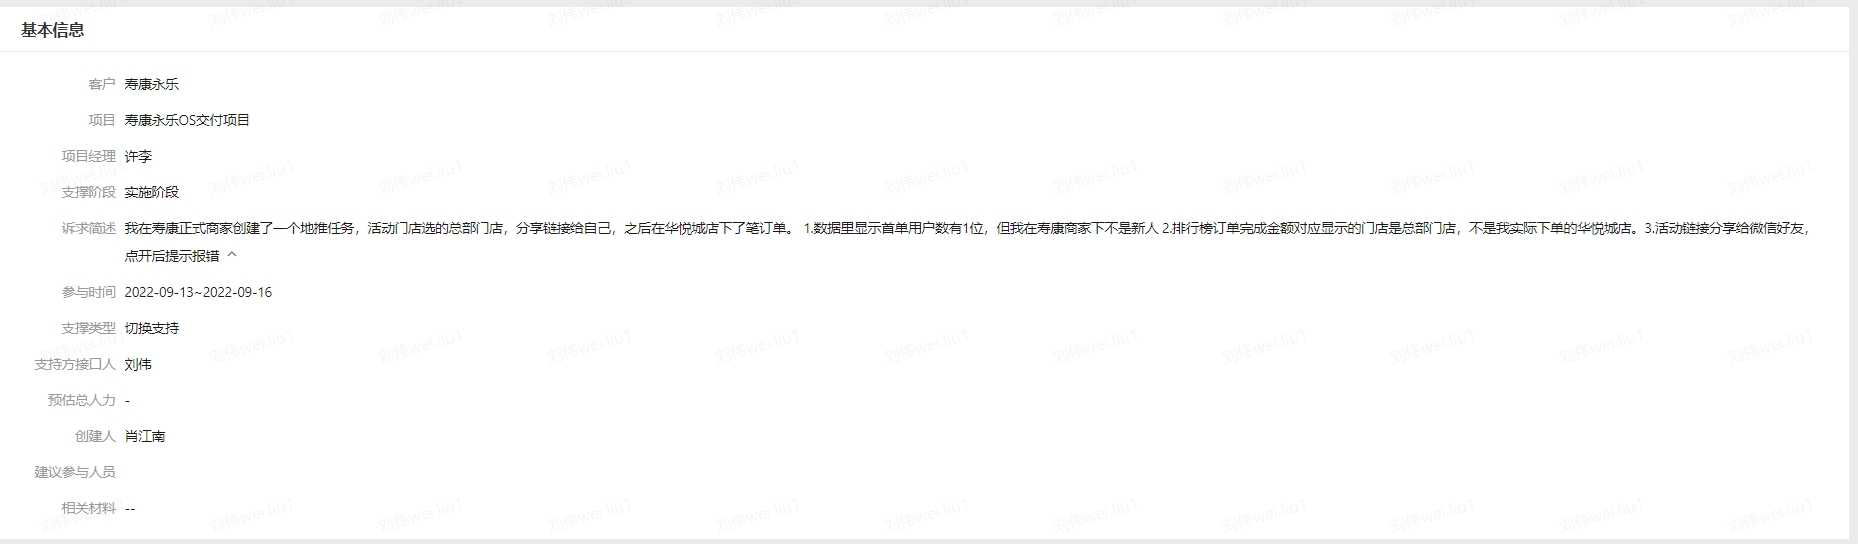 基本信息
客户 寿康永乐
项目 寿康永乐OS交付项目
项目经理 许李
支撑阶段 实施阶段
诉求简述 我在寿康正式商家创建了一个地推任务，活动门店选的总部门店，分享链接给自己，之后在华悦城店下了笔订单。 1.数据里显示首单用户数有1位，但我在寿康商家下不是新人 2.排行榜订单完成金额对应显示的门店是总部门店，不是我实际下单的华悦城店。3.活动链接分享给微信好友，
点开后提示报错
参与时间 2022-09-13~2022-09-16
支撑类型 切换支持
支持方接口人 刘伟
预估总人力 -
创建人 肖江南
建议参与人员
相关材料 --
刘伟wei.liu1